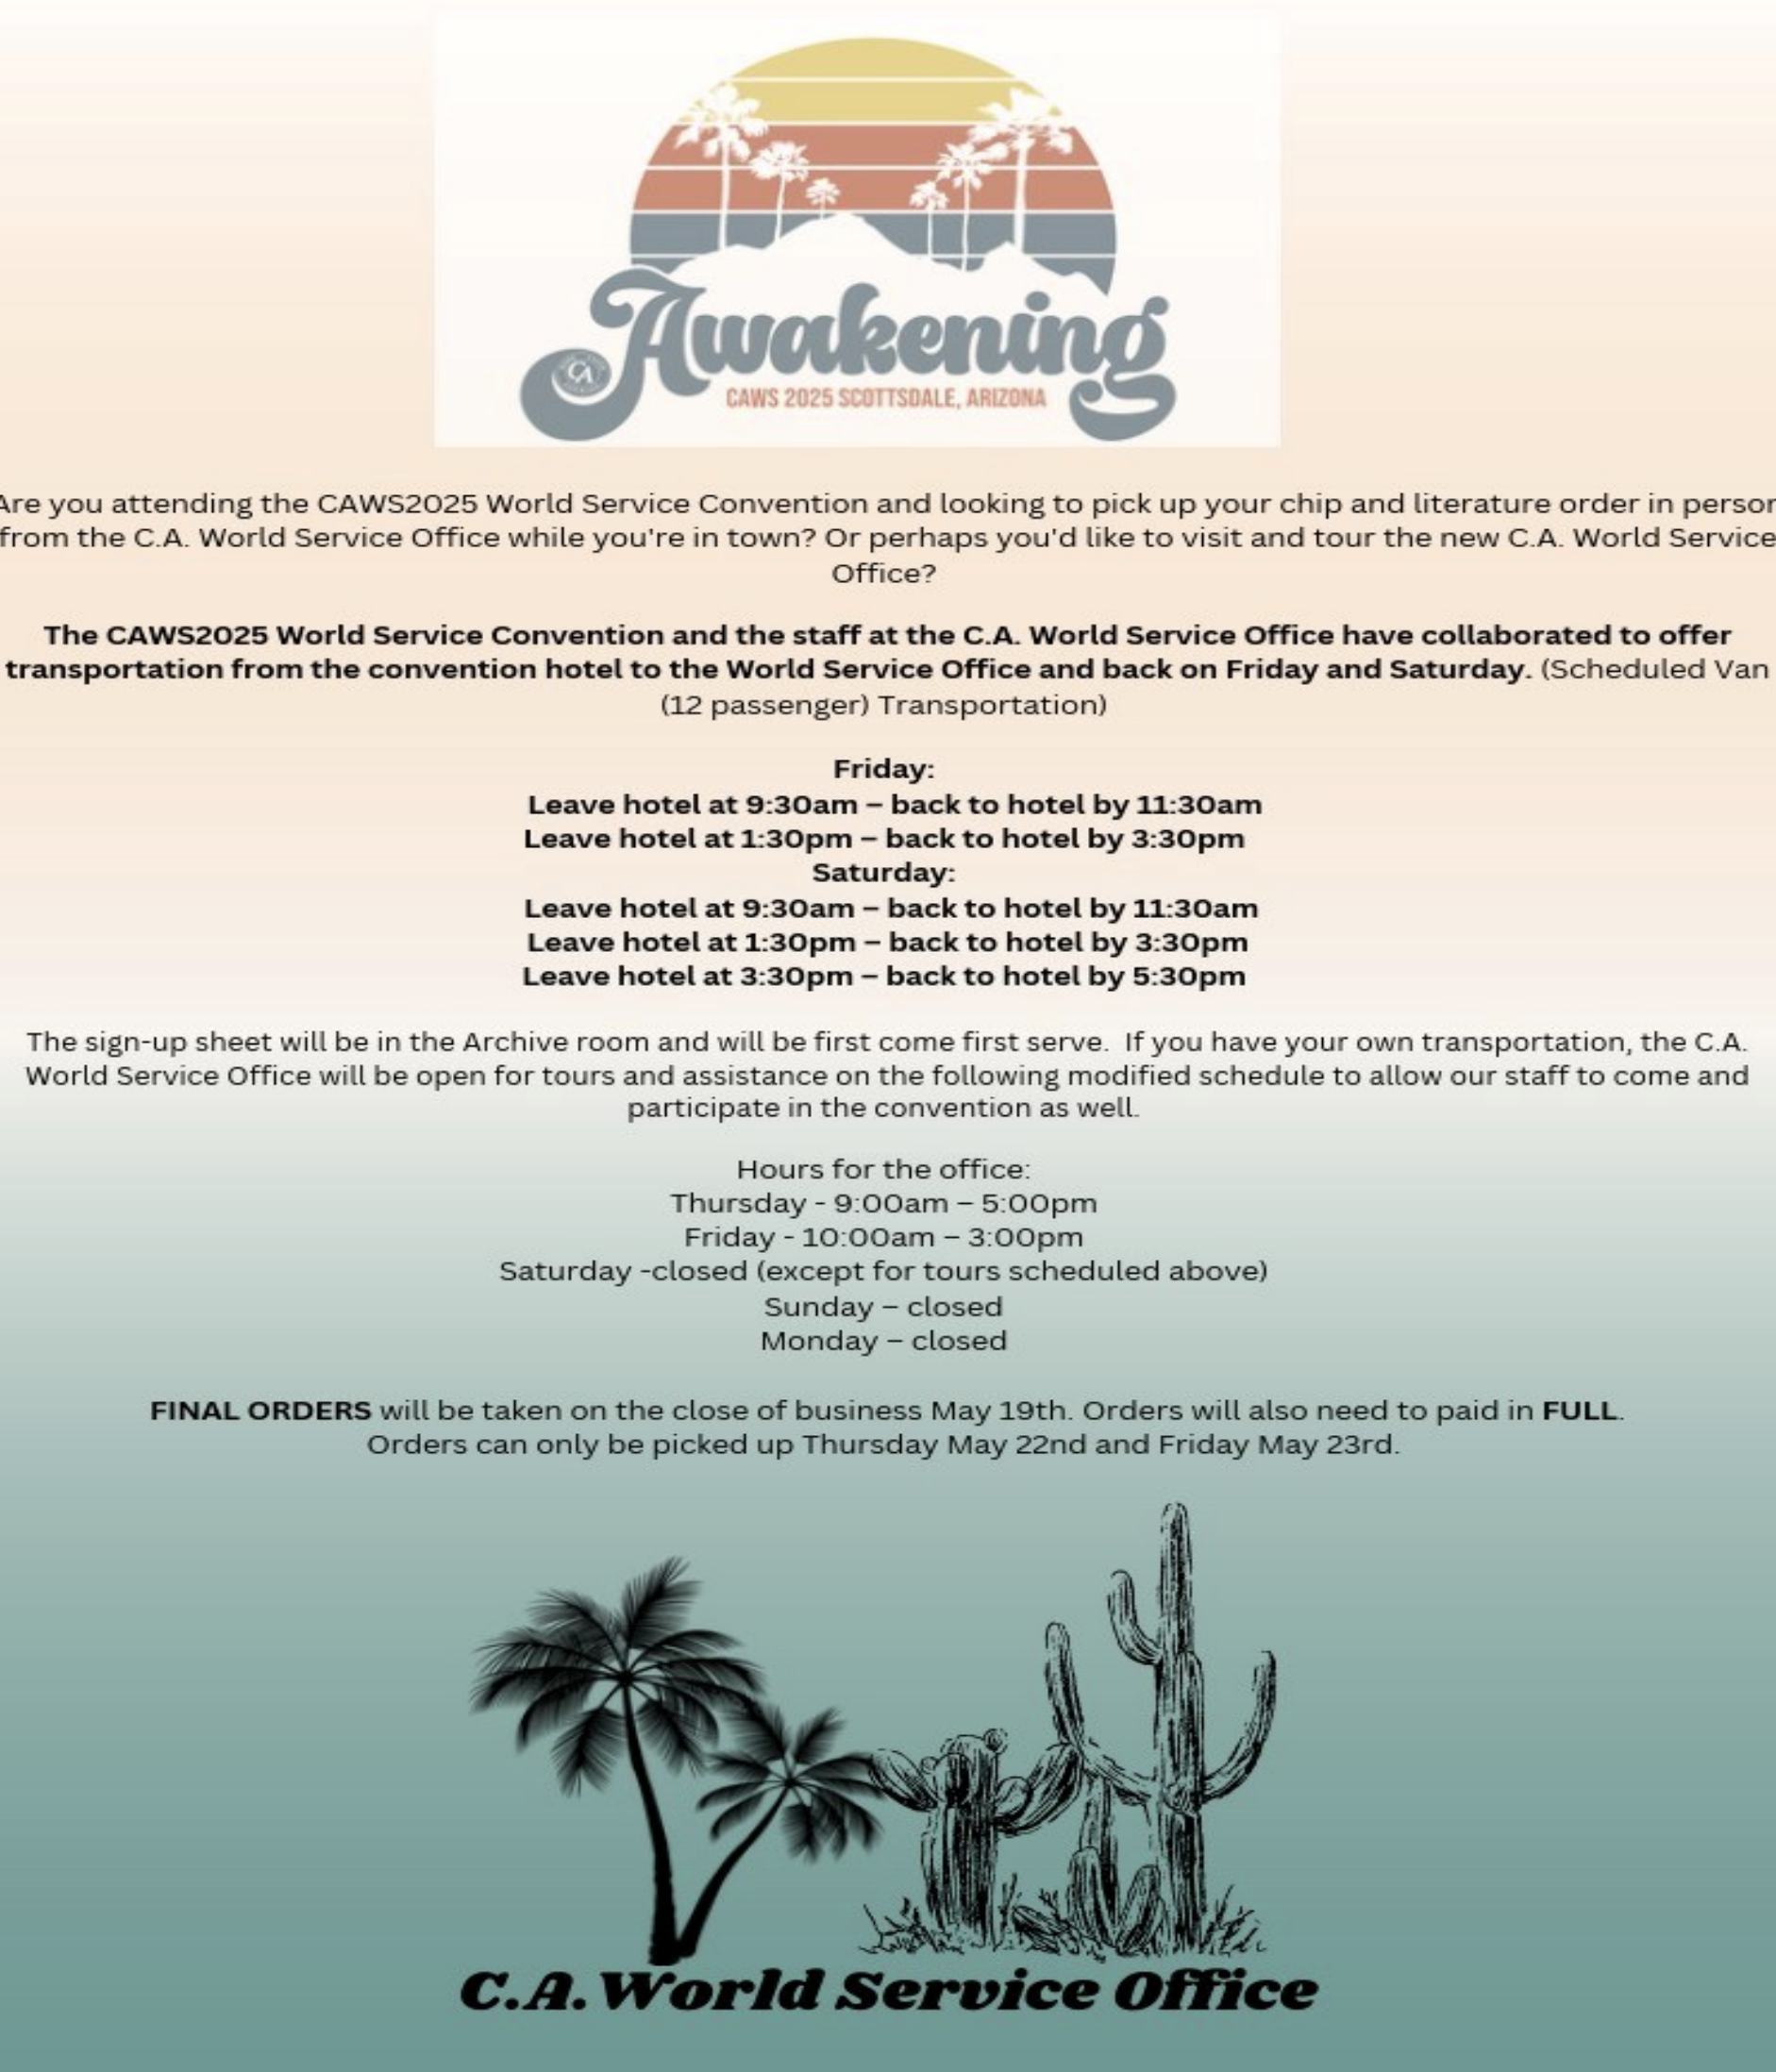 Awakening
CA
CAWS 2025 SCOTTSDALE, ARIZONA
Are you attending the CAWS2025 World Service Convention and looking to pick up your chip and literature order in person
from the C.A. World Service Office while you're in town? Or perhaps you'd like to visit and tour the new C.A. World Service
Office?
The CAWS2025 World Service Convention and the staff at the C.A. World Service Office have collaborated to offer
transportation from the convention hotel to the World Service Office and back on Friday and Saturday. (Scheduled Van
(12 passenger) Transportation)
Friday:
Leave hotel at 9:30am – back to hotel by 11:30am
Leave hotel at 1:30pm – back to hotel by 3:30pm
Saturday:
Leave hotel at 9:30am – back to hotel by 11:30am
Leave hotel at 1:30pm – back to hotel by 3:30pm
Leave hotel at 3:30pm – back to hotel by 5:30pm
The sign-up sheet will be in the Archive room and will be first come first serve.  If you have your own transportation, the C.A.
World Service Office will be open for tours and assistance on the following modified schedule to allow our staff to come and
participate in the convention as well.
Hours for the office:
Thursday - 9:00am – 5:00pm
Friday - 10:00am – 3:00pm
Saturday -closed (except for tours scheduled above)
Sunday – closed
Monday – closed
FINAL ORDERS will be taken on the close of business May 19th. Orders will also need to paid in FULL.
Orders can only be picked up Thursday May 22nd and Friday May 23rd.
C.A. World Service Office